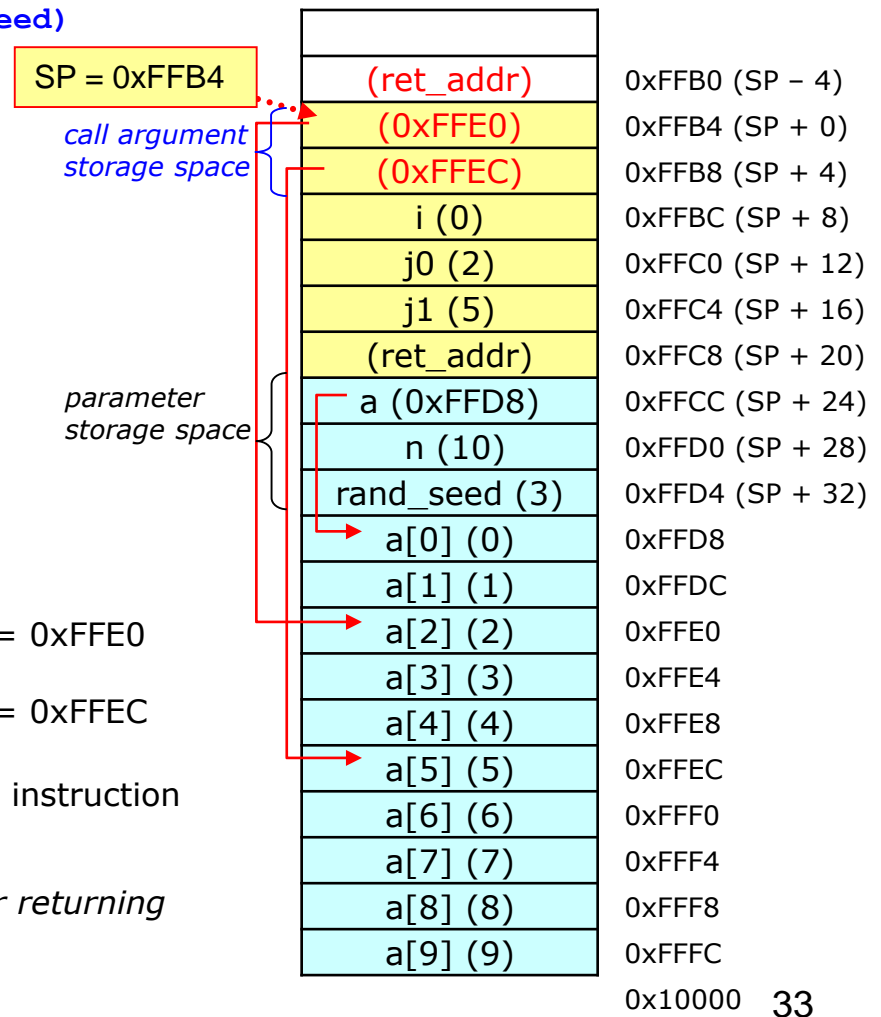 eed)
SP = 0xFFB4
(ret_addr) 0xFFB0 (SP – 4)
call argument
storage space
(0xFFE0) 0xFFB4 (SP + 0)
(0xFFEC) 0xFFB8 (SP + 4)
i (0) 0xFFBC (SP + 8)
j0 (2) 0xFFC0 (SP + 12)
j1 (5) 0xFFC4 (SP + 16)
(ret_addr) 0xFFC8 (SP + 20)
parameter
storage space
a (0xFFD8) 0xFFCC (SP + 24)
n (10) 0xFFD0 (SP + 28)
rand_seed (3) 0xFFD4 (SP + 32)
a[0] (0) 0xFFD8
a[1] (1) 0xFFDC
= 0xFFE0
a[2] (2) 0xFFE0
a[3] (3) 0xFFE4
= 0xFFEC
a[4] (4) 0xFFE8
a[5] (5) 0xFFEC
instruction
a[6] (6) 0xFFF0
a[7] (7) 0xFFF4
r returning
a[8] (8) 0xFFF8
a[9] (9) 0xFFFC
0x10000 33